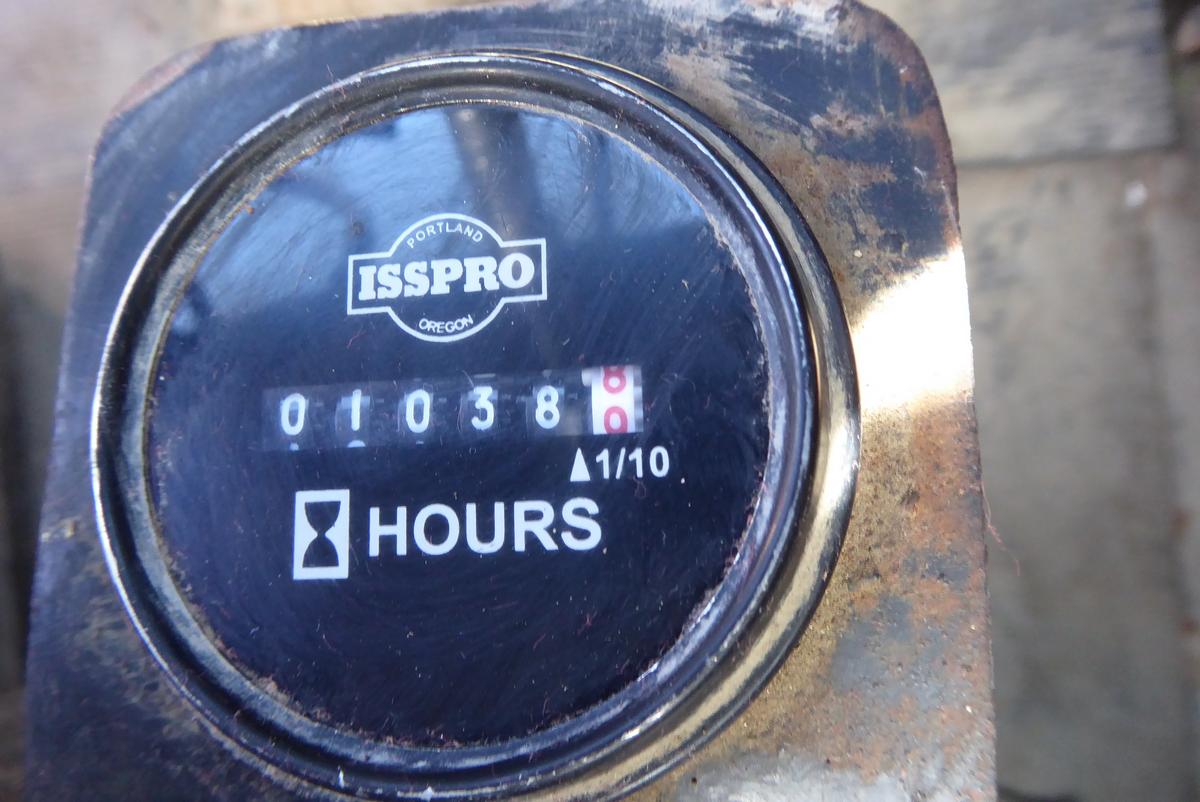 PORTLAND
ISSPRO
OREGON
01038
1/10
HOURS